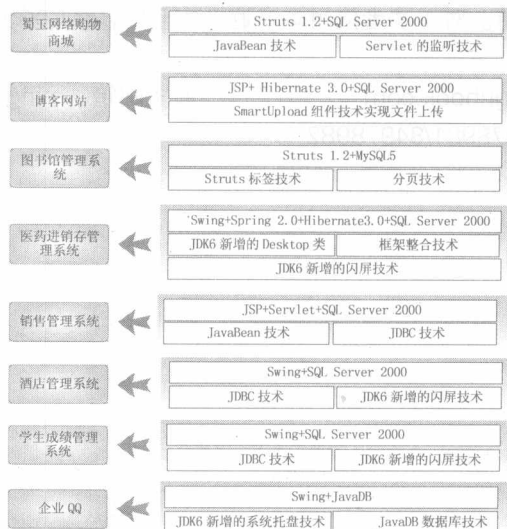 蜀玉网络购物
商城
Struts 1.2+SQL Server 2000
JavaBean 技术
Servlet 的监听技术
博客网站
JSP+ Hibernate 3.0+SQL Server 2000
SmartUpload 组件技术实现文件上传
图书馆管理系
统
Struts 1.2+MySQL5
Struts 标签技术
分页技术
医药进销存管
理系统
Swing+Spring 2.0+Hibernate3.0+SQL Server 2000
JDK6 新增的 Desktop 类
框架整合技术
JDK6 新增的闪屏技术
销售管理系统
JSP+Servlet+SQL Server 2000
JavaBean 技术
JDBC 技术
酒店管理系统
Swing+SQL Server 2000
JDBC 技术
JDK6 新增的闪屏技术
学生成绩管理
系统
Swing+SQL Server 2000
JDBC 技术
JDK6 新增的闪屏技术
企业 QQ
Swing+JavaDB
JDK6 新增的系统托盘技术
JavaDB 数据库技术